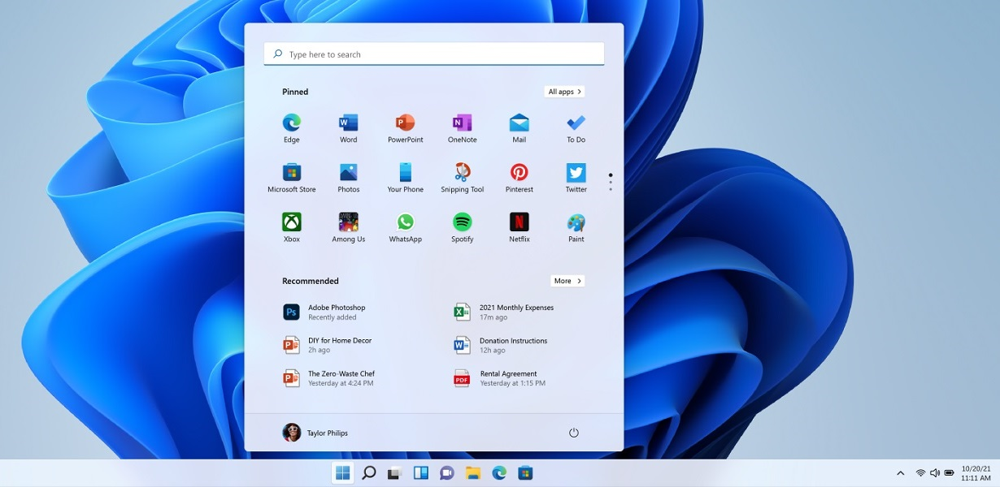 Type here to search
Pinned
All apps
Edge
Word
PowerPoint
OneNote
Mail
To Do
Microsoft Store
Photos
Your Phone
Snipping Tool
Pinterest
Twitter
Xbox
Among Us
WhatsApp
Spotify
Netflix
Paint
Recommended
More
Ps
Adobe Photoshop
Recently added
2021 Monthly Expenses
17m ago
DIY for Home Decor
2h ago
Donation Instructions
12h ago
The Zero-Waste Chef
Yesterday at 4:24 PM
PDF
Rental Agreement
Yesterday at 1:15 PM
Taylor Philips
10/20/21
11:11 AM